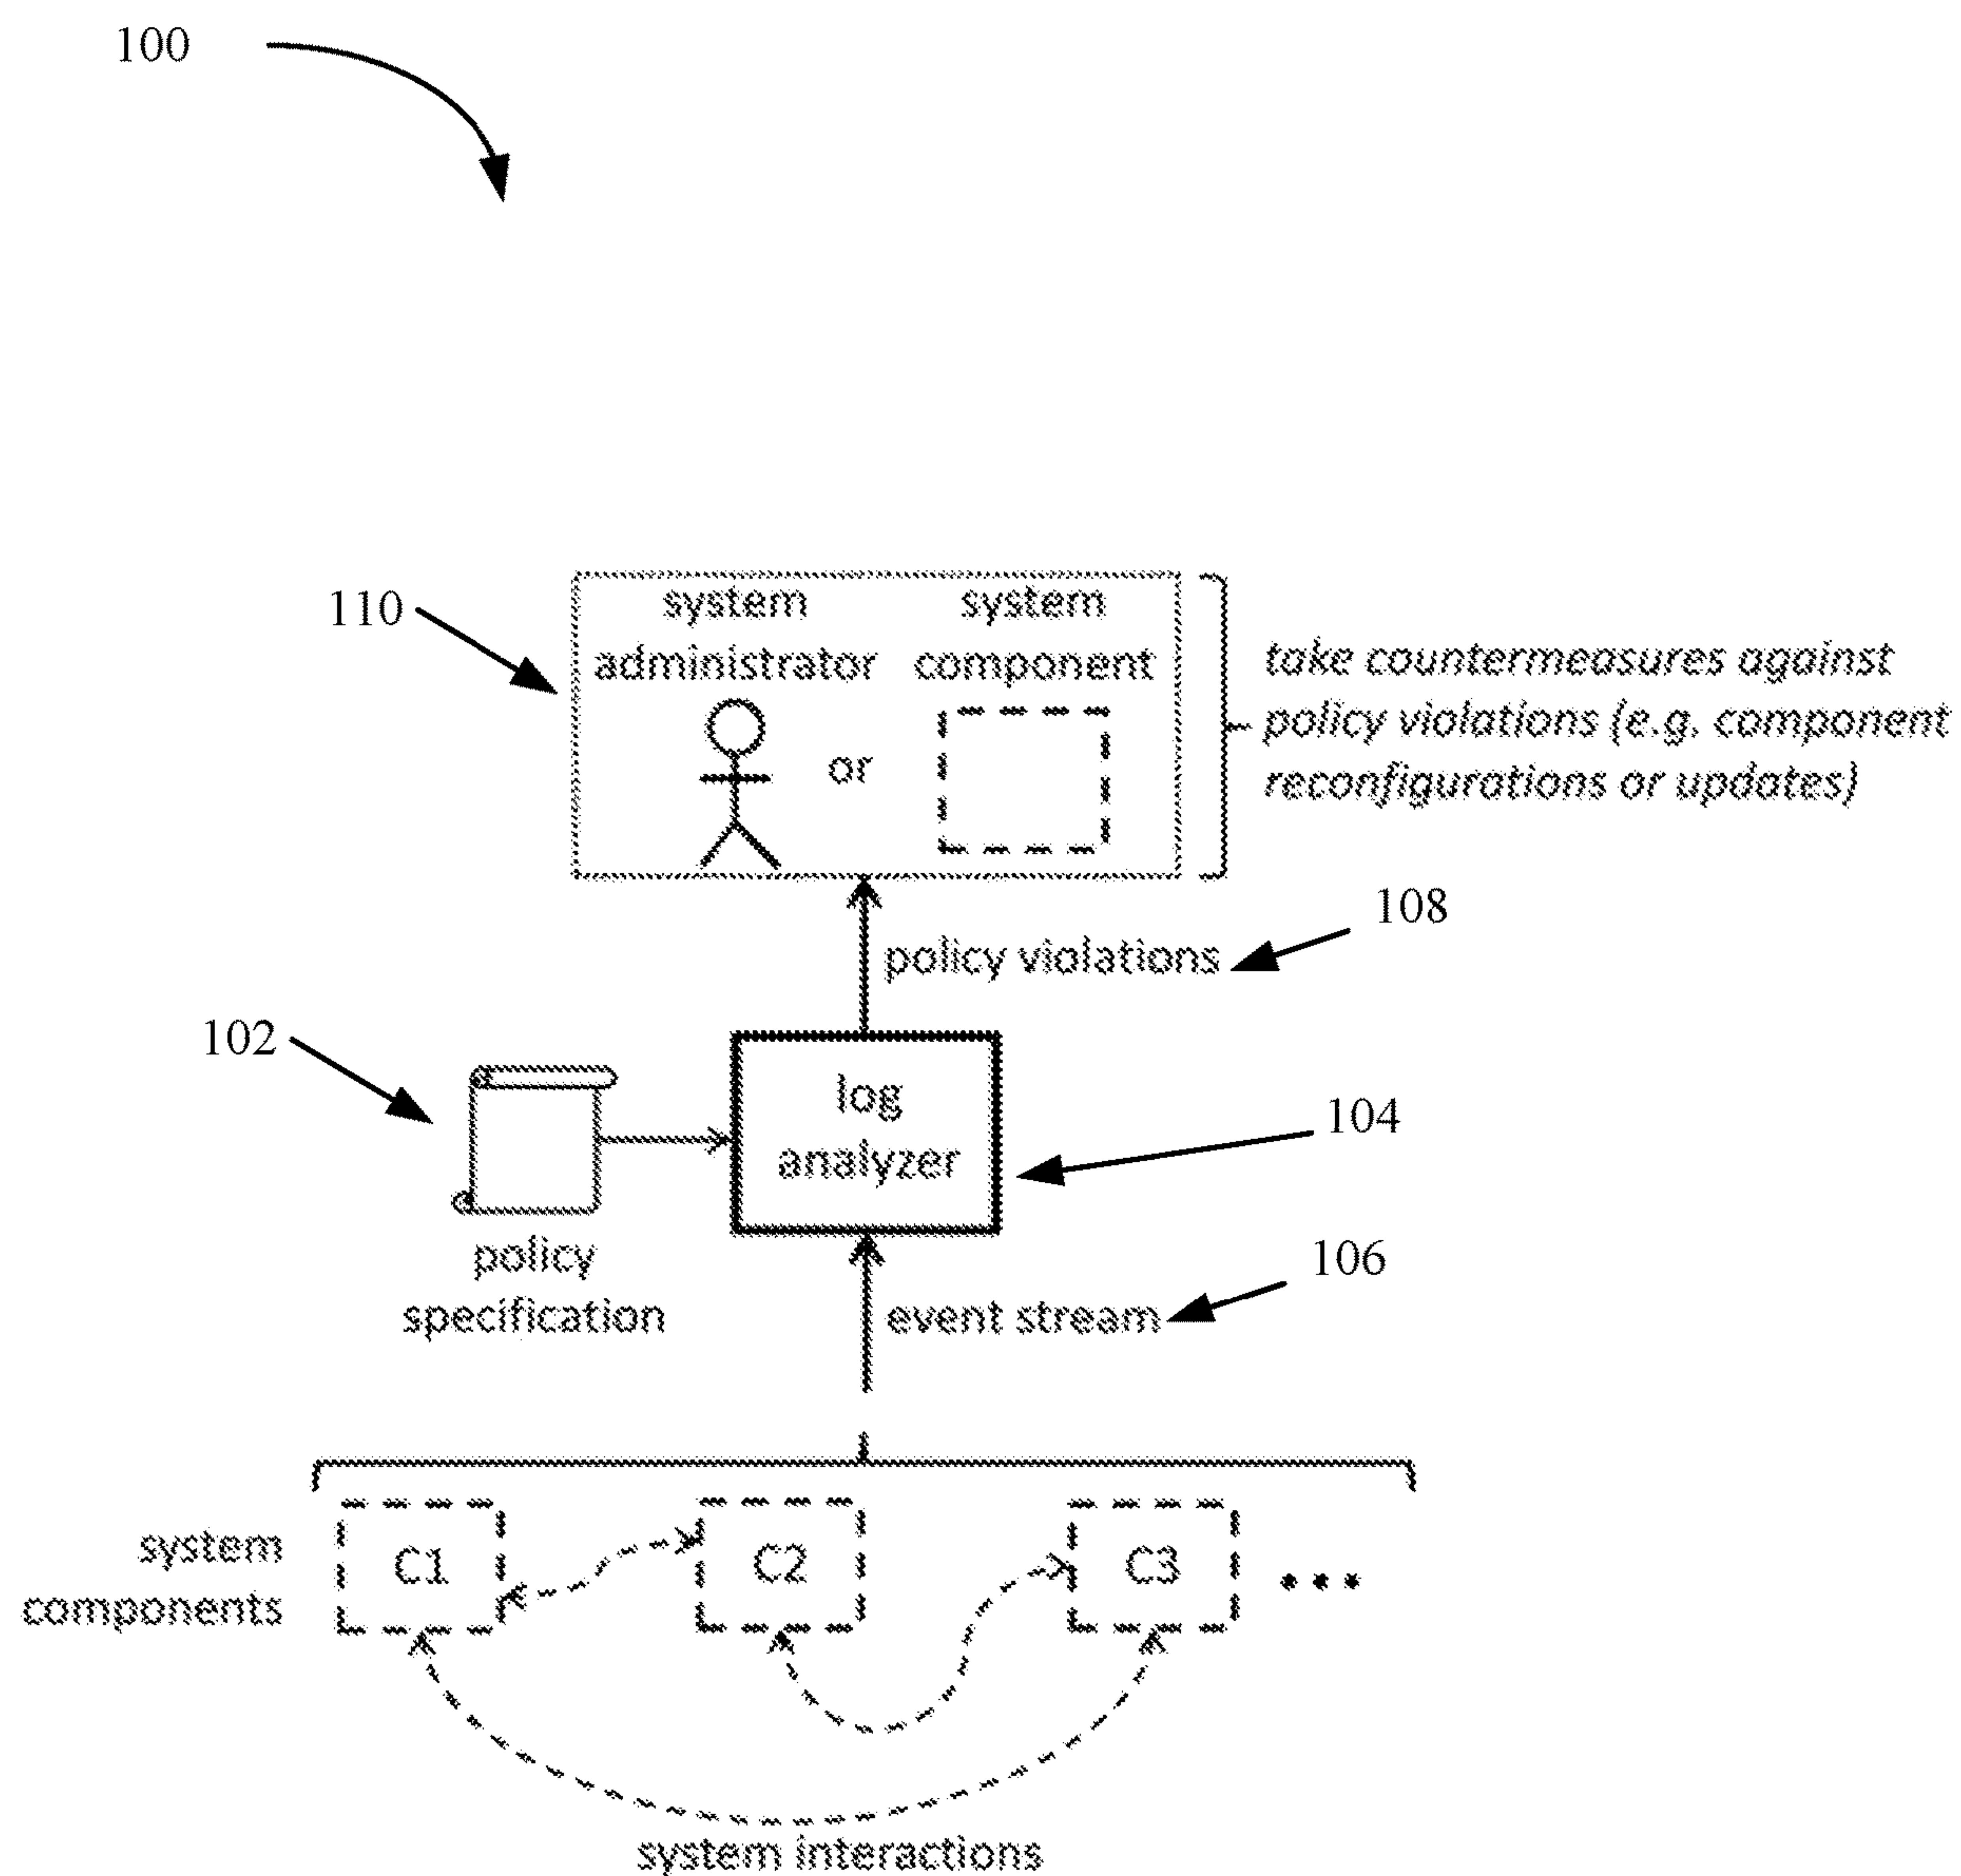 100
110
system
administrator
system
component
or
take countermeasures against
policy violations (e.g. component
reconfigurations or updates)
108
policy violations
102
log
analyzer
104
policy
specification
106
event stream
system
components
C1
C2
C3
system interactions